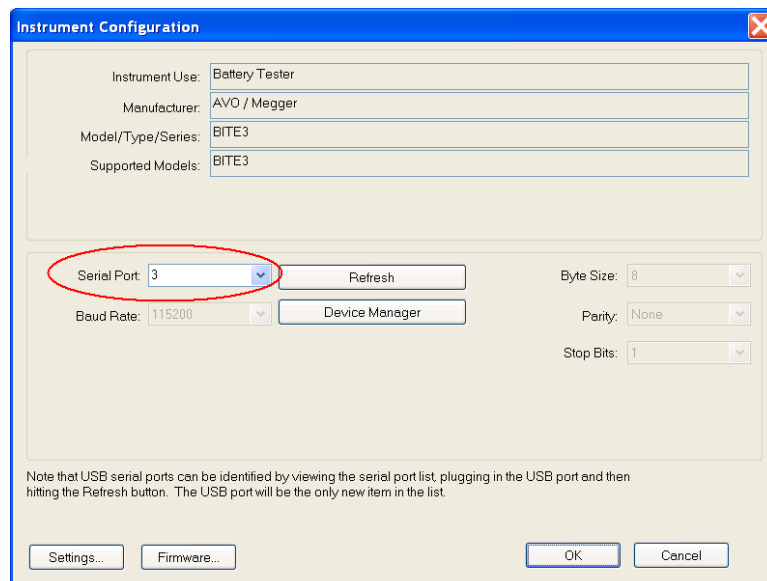 Instrument Configuration
Instrument Use: Battery Tester
Manufacturer: AVO / Megger
Model/Type/Series: BITE3
Supported Models: BITE3
Serial Port: 3 Refresh Byte Size: 8
Baud Rate: 115200 Device Manager Parity: None
Stop Bits: 1
Note that USB serial ports can be identified by viewing the serial port list, plugging in the USB port and then
hitting the Refresh button. The USB port will be the only new item in the list.
Settings... Firmware... OK Cancel